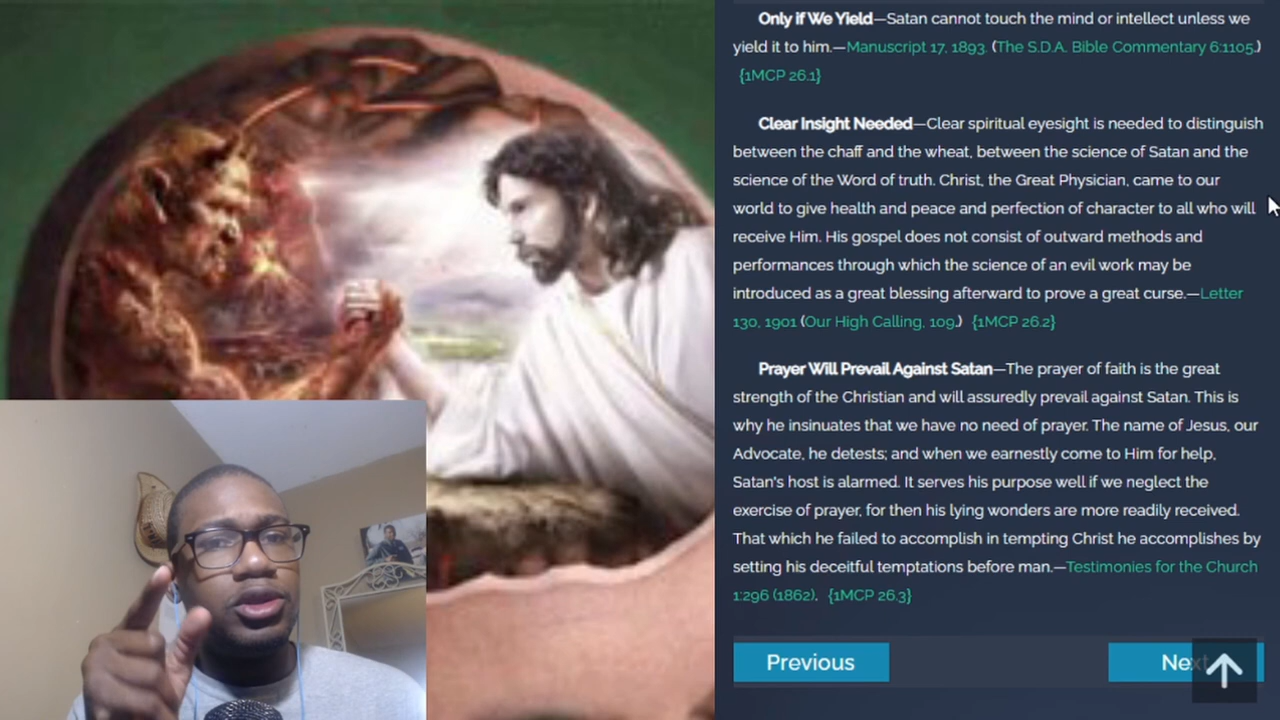 Only if We Yield—Satan cannot touch the mind or intellect unless we
yield it to him.—Manuscript 17, 1893. (The S.D.A. Bible Commentary 6:1105.)
{1MCP 26.1}
Clear Insight Needed—Clear spiritual eyesight is needed to distinguish
between the chaff and the wheat, between the science of Satan and the
science of the Word of truth. Christ, the Great Physician, came to our
world to give health and peace and perfection of character to all who will
receive Him. His gospel does not consist of outward methods and
performances through which the science of an evil work may be
introduced as a great blessing afterward to prove a great curse.—Letter
130, 1901 (Our High Calling, 109.) {1MCP 26.2}
Prayer Will Prevail Against Satan—The prayer of faith is the great
strength of the Christian and will assuredly prevail against Satan. This is
why he insinuates that we have no need of prayer. The name of Jesus, our
Advocate, he detests; and when we earnestly come to Him for help,
Satan's host is alarmed. It serves his purpose well if we neglect the
exercise of prayer, for then his lying wonders are more readily received.
That which he failed to accomplish in tempting Christ he accomplishes by
setting his deceitful temptations before man.—Testimonies for the Church
1:296 (1862). {1MCP 26.3}
Previous
Next